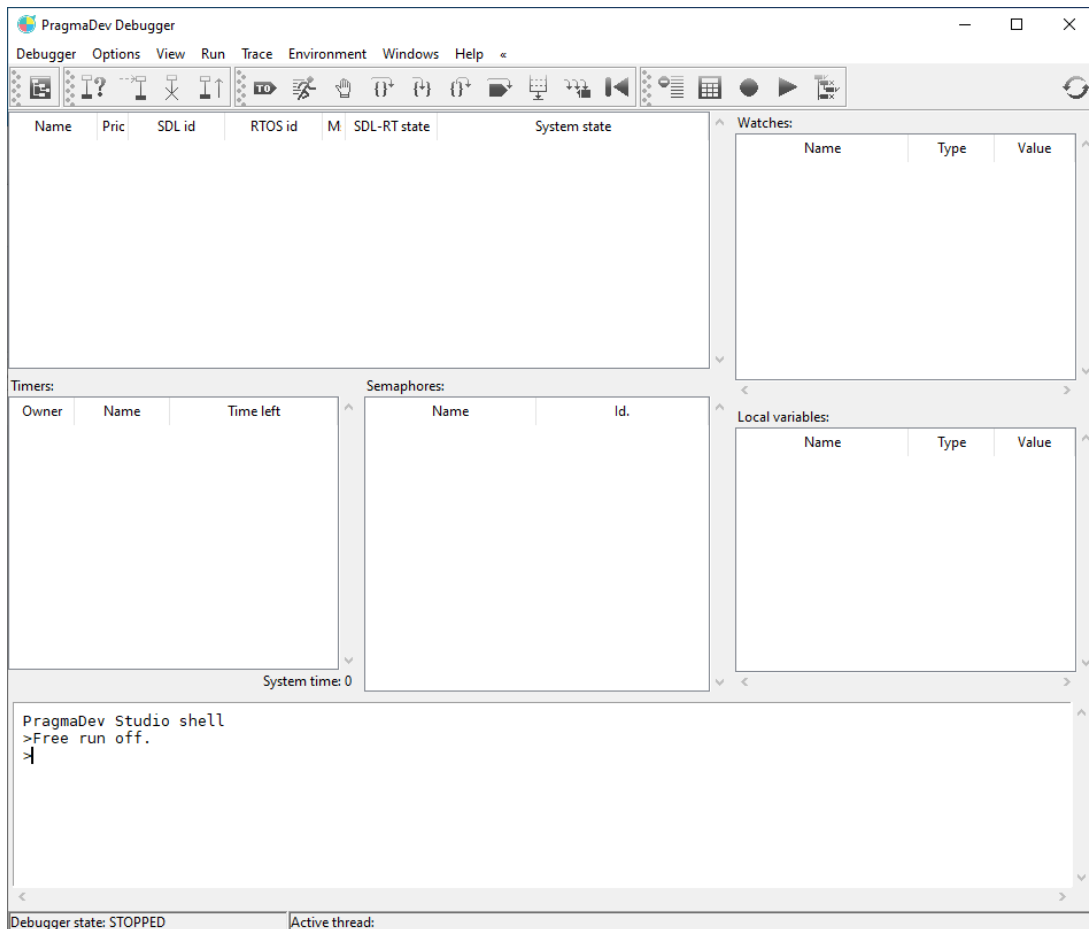 PragmaDev Debugger
Debugger Options View Run Trace Environment Windows Help «
I? TO
Name Pric SDL id RTOS id M SDL-RT state System state
Watches:
Name Type Value
Timers:
Owner Name Time left
System time: 0
Semaphores:
Name Id.
Local variables:
Name Type Value
PragmaDev Studio shell
>Free run off.
>
Debugger state: STOPPED Active thread: